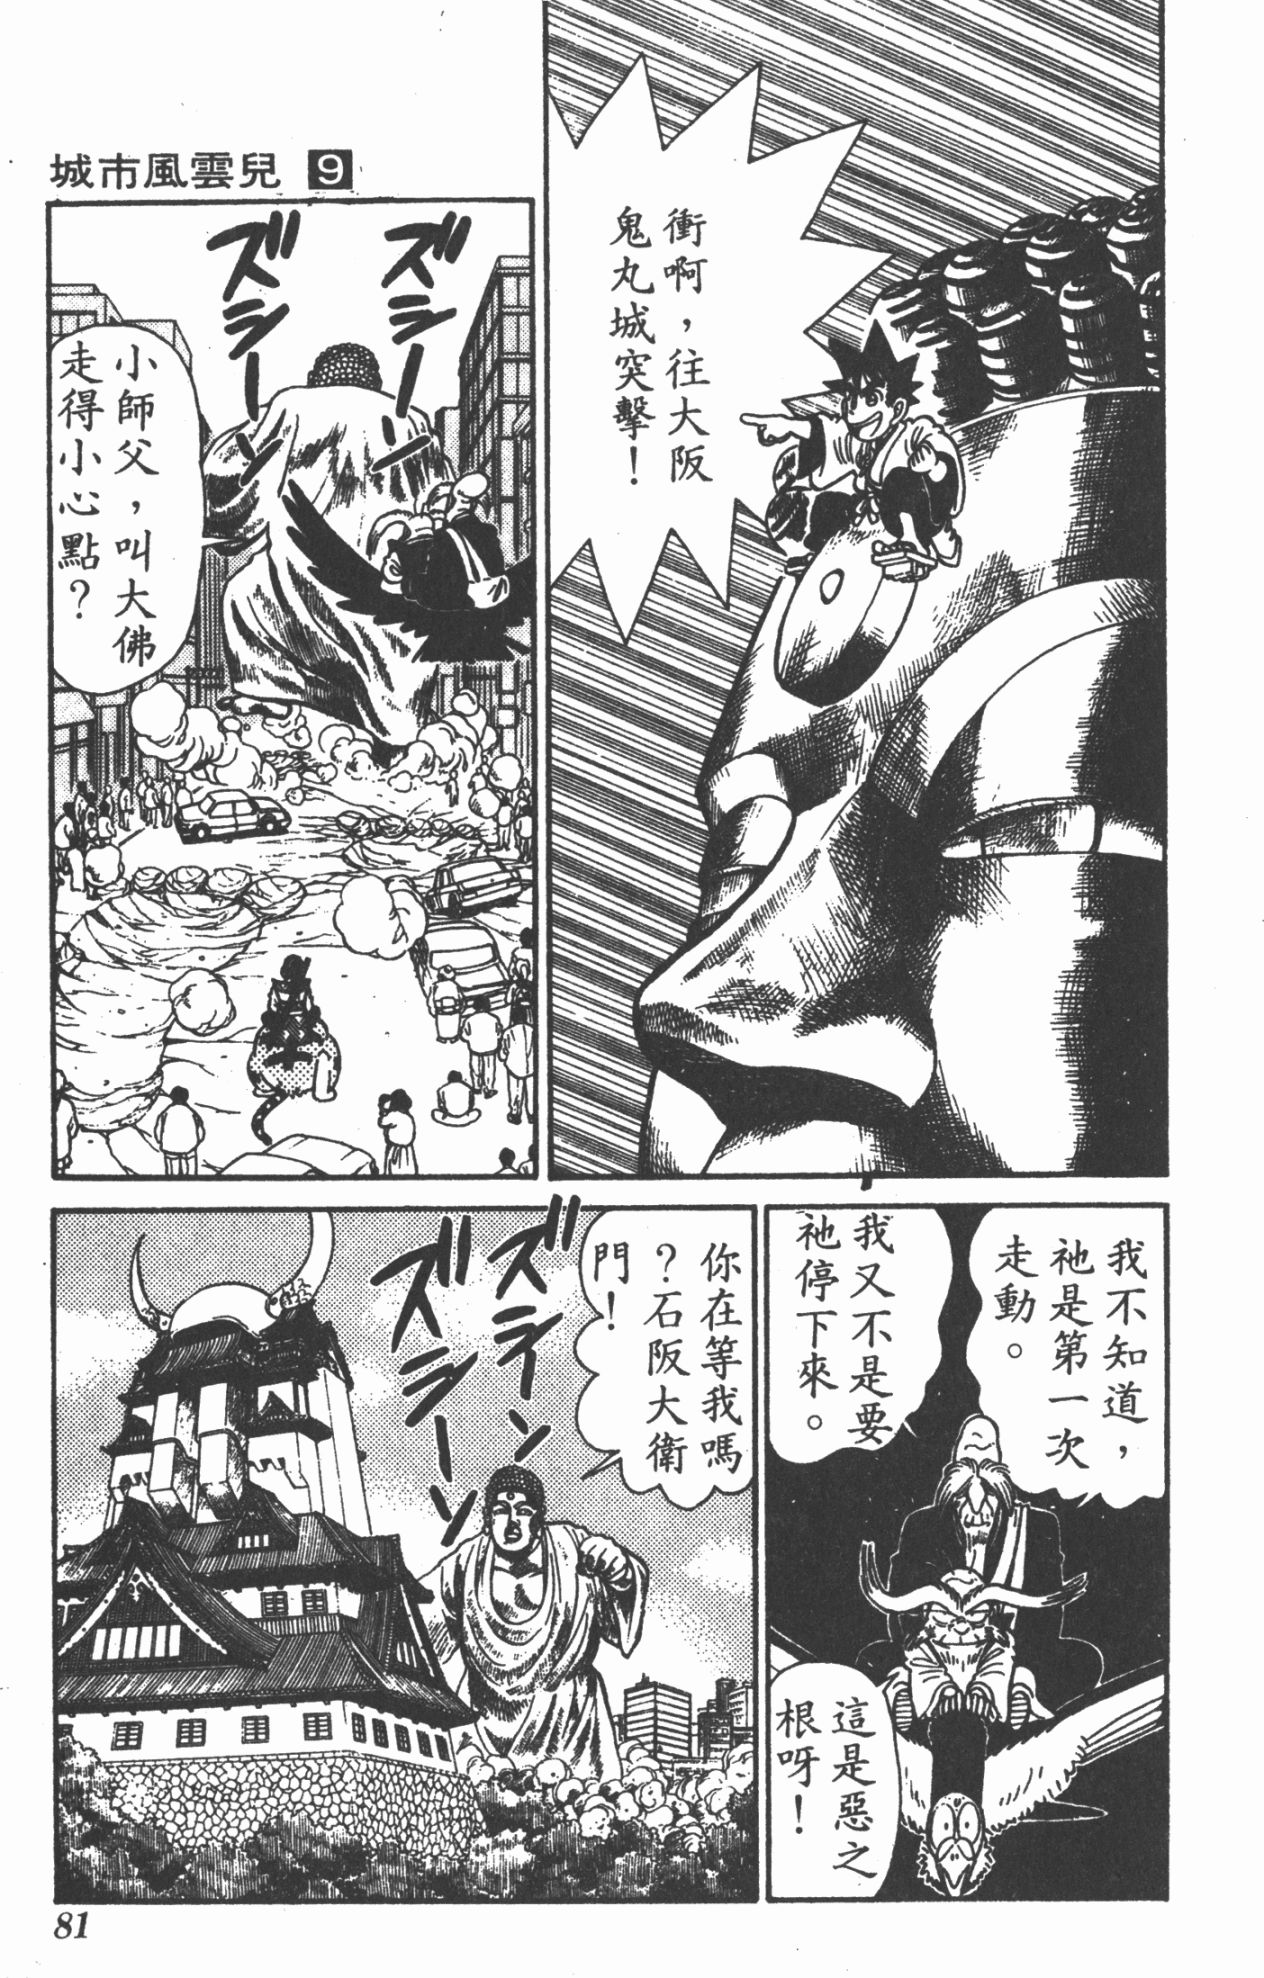 城市風雲兒 9
衝啊，往大阪
鬼丸城突擊！
ズズーン
ズズーン
小師父，叫大佛
走得小心點？
我不知道，
祂是第一次
走動。
我又不是要
祂停下來。
這是惡之
根呀！
你在等我嗎
？石阪大衛
門！
ズズーン
ズズーン
81